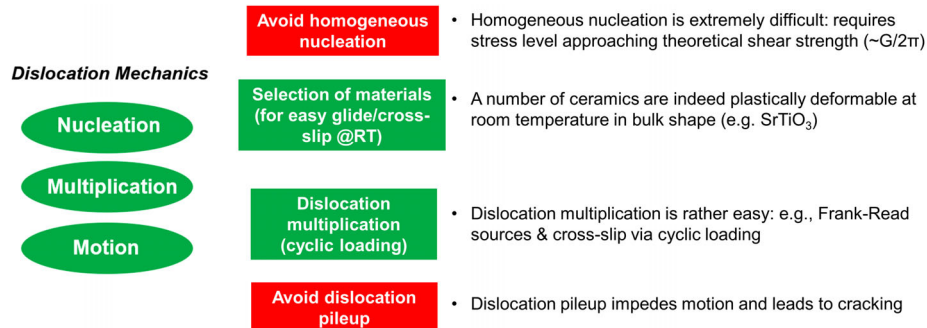 Dislocation Mechanics
Nucleation
Multiplication
Motion
Avoid homogeneous
nucleation
• Homogeneous nucleation is extremely difficult: requires
stress level approaching theoretical shear strength (~G/2π)
Selection of materials
(for easy glide/cross-
slip @RT)
• A number of ceramics are indeed plastically deformable at
room temperature in bulk shape (e.g. SrTiO₃)
Dislocation
multiplication
(cyclic loading)
• Dislocation multiplication is rather easy: e.g., Frank-Read
sources & cross-slip via cyclic loading
Avoid dislocation
pileup
• Dislocation pileup impedes motion and leads to cracking